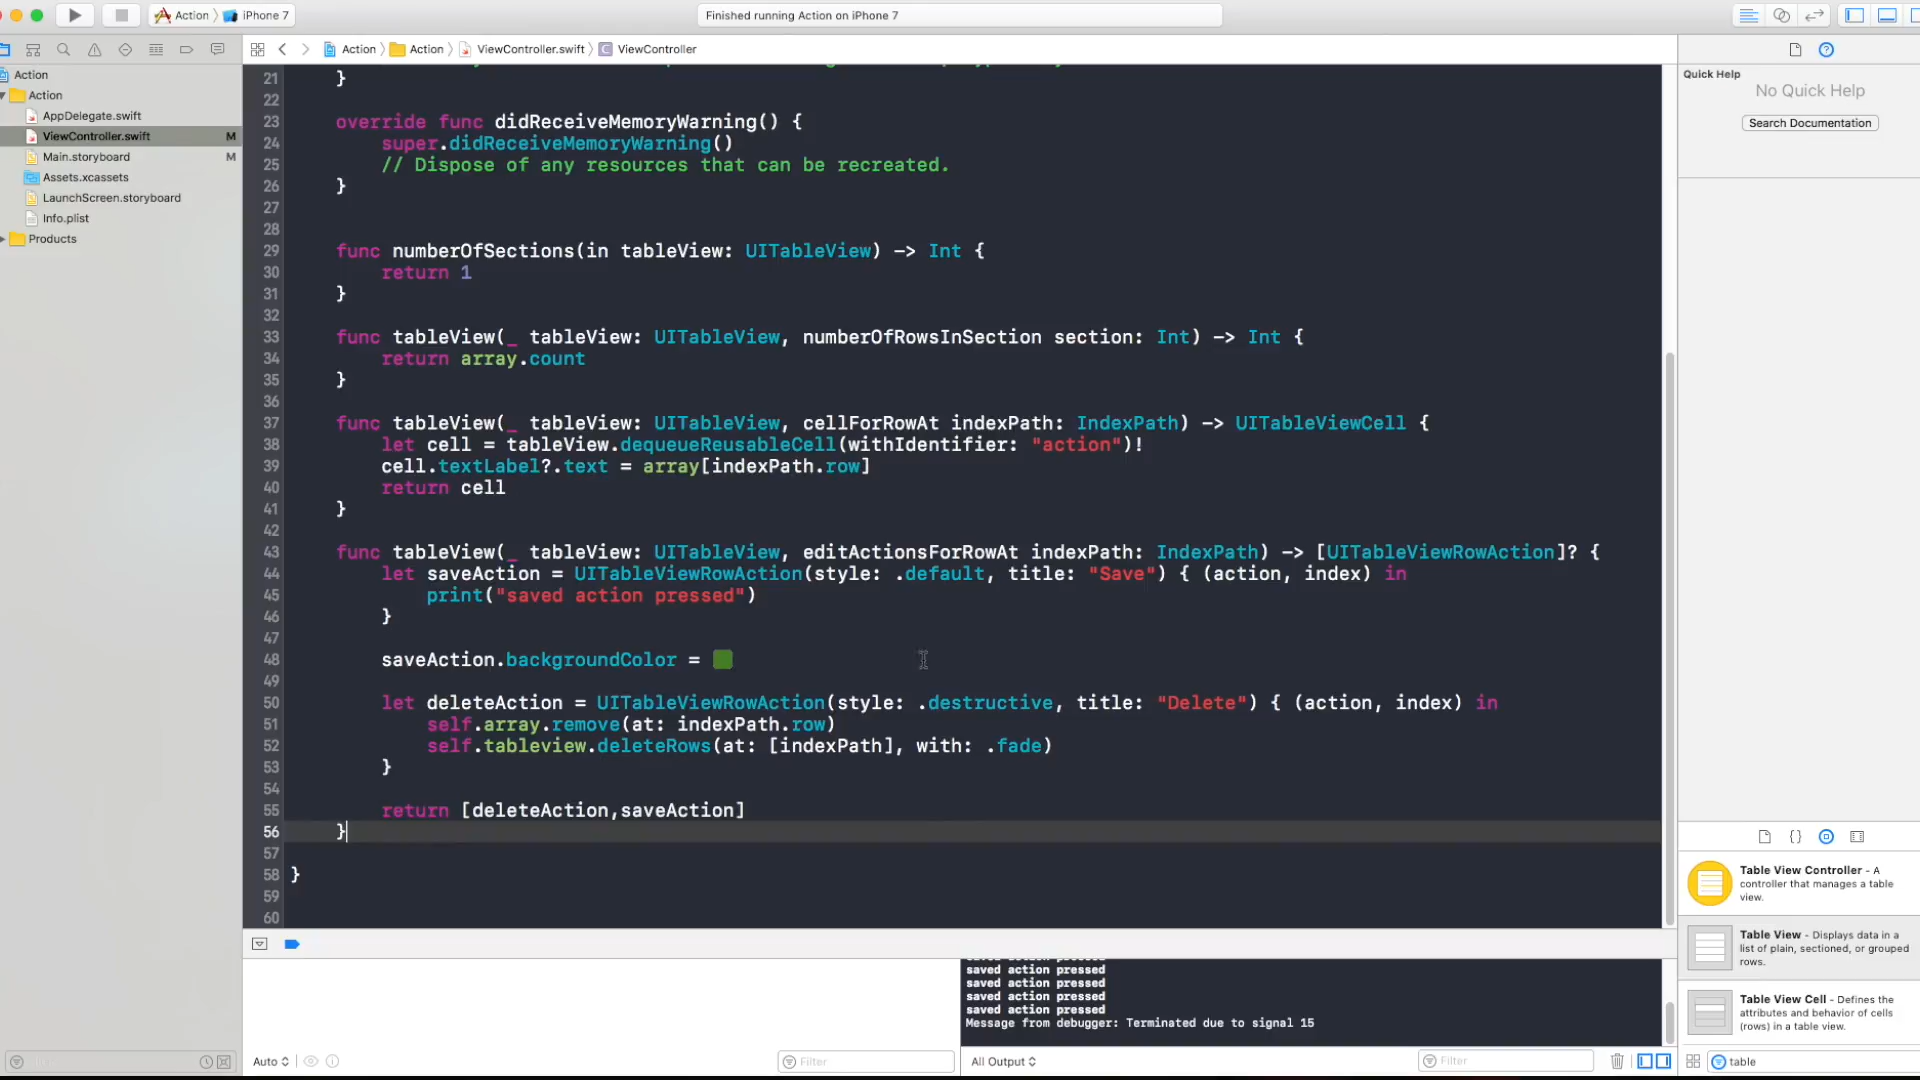 Action
iPhone 7
Finished running Action on iPhone 7
Action
Action
ViewController.swift
ViewController
Action
Action
AppDelegate.swift
ViewController.swift M
Main.storyboard M
Assets.xcassets
LaunchScreen.storyboard
Info.plist
Products
21 }
22
23 override func didReceiveMemoryWarning() {
24 super.didReceiveMemoryWarning()
25 // Dispose of any resources that can be recreated.
26 }
27
28
29 func numberOfSections(in tableView: UITableView) -> Int {
30 return 1
31 }
32
33 func tableView(_ tableView: UITableView, numberOfRowsInSection section: Int) -> Int {
34 return array.count
35 }
36
37 func tableView(_ tableView: UITableView, cellForRowAt indexPath: IndexPath) -> UITableViewCell {
38 let cell = tableView.dequeueReusableCell(withIdentifier: "action")!
39 cell.textLabel?.text = array[indexPath.row]
40 return cell
41 }
42
43 func tableView(_ tableView: UITableView, editActionsForRowAt indexPath: IndexPath) -> [UITableViewRowAction]? {
44 let saveAction = UITableViewRowAction(style: .default, title: "Save") { (action, index) in
45 print("saved action pressed")
46 }
47
48 saveAction.backgroundColor =
49
50 let deleteAction = UITableViewRowAction(style: .destructive, title: "Delete") { (action, index) in
51 self.array.remove(at: indexPath.row)
52 self.tableview.deleteRows(at: [indexPath], with: .fade)
53 }
54
55 return [deleteAction,saveAction]
56 }
57
58 }
59
60
Quick Help
No Quick Help
Search Documentation
Table View Controller - A
controller that manages a table
view.
Table View - Displays data in a
list of plain, sectioned, or grouped
rows.
Table View Cell - Defines the
attributes and behavior of cells
(rows) in a table view.
saved action pressed
saved action pressed
saved action pressed
saved action pressed
Message from debugger: Terminated due to signal 15
Auto
Filter
All Output
Filter
table